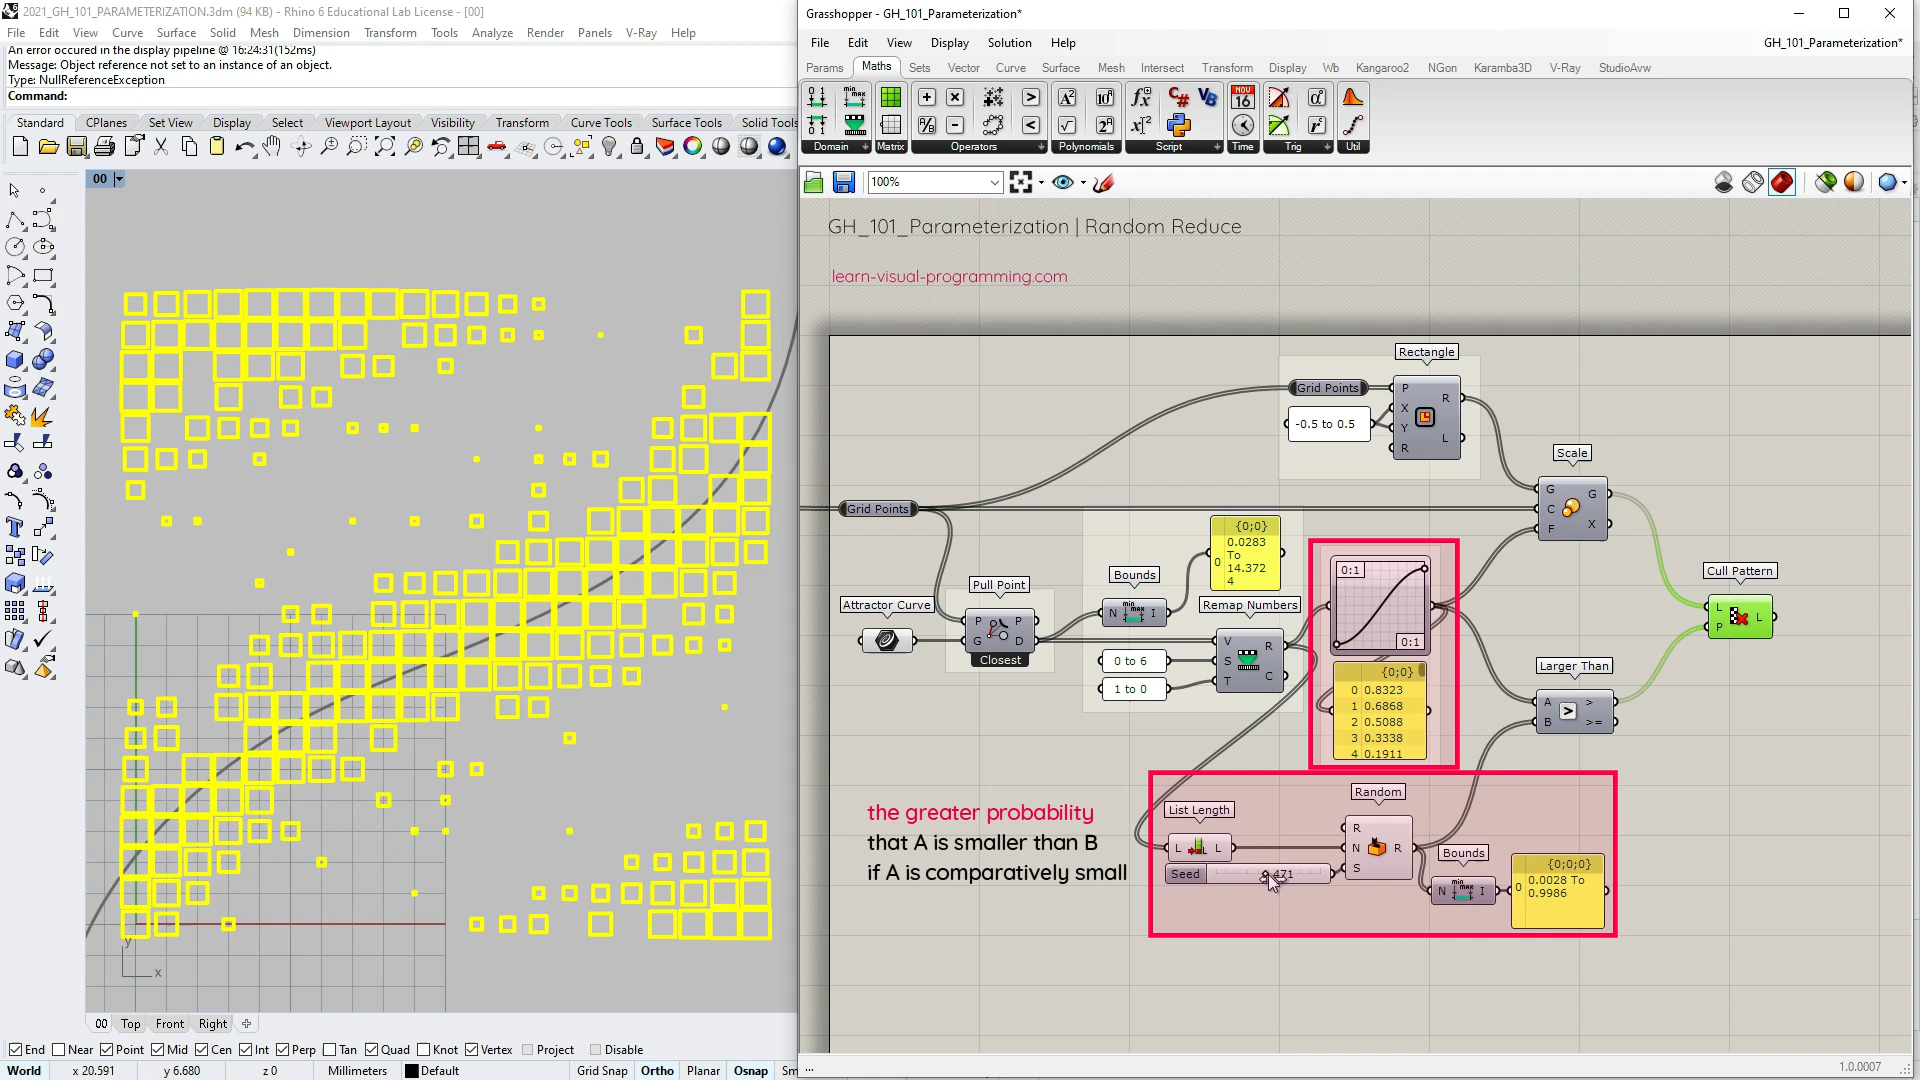 2021_GH_101_PARAMETERIZATION.3dm (94 KB) - Rhino 6 Educational Lab License - [00]
File Edit View Curve Surface Solid Mesh Dimension Transform Tools Analyze Render Panels V-Ray Help
An error occured in the display pipeline @ 16:24:31(152ms)
Message: Object reference not set to an instance of an object.
Type: NullReferenceException
Command:
Standard CPlanes Set View Display Select Viewport Layout Visibility Transform Curve Tools Surface Tools Solid Tools
00
y
x
00 Top Front Right
End Near Point Mid Cen Int Perp Tan Quad Knot Vertex Project Disable
World x 20.591 y 6.680 z 0 Millimeters Default Grid Snap Ortho Planar Osnap Sm
Grasshopper - GH_101_Parameterization*
File Edit View Display Solution Help GH_101_Parameterization*
Params Maths Sets Vector Curve Surface Mesh Intersect Transform Display Wb Kangaroo2 NGon Karamba3D V-Ray StudioAvw
Domain Matrix Operators Polynomials Script Time Trig Util
100%
GH_101_Parameterization | Random Reduce
learn-visual-programming.com
Rectangle
Grid Points
-0.5 to 0.5
P X Y R R L
Scale
G C F G X
Grid Points
Cull Pattern
L P L
Pull Point
P G P D
Closest
Attractor Curve
Bounds
N I
{0;0}
0 0.0283 To 14.372 4
Remap Numbers
V S T R C
0 to 6
1 to 0
0:1
0:1
{0;0}
0 0.8323
1 0.6868
2 0.5088
3 0.3338
4 0.1911
Larger Than
A B > >=
the greater probability
that A is smaller than B
if A is comparatively small
List Length
L L
Seed 471
Random
R N S R
Bounds
N I
{0;0;0}
0 0.0028 To 0.9986
...
1.0.0007